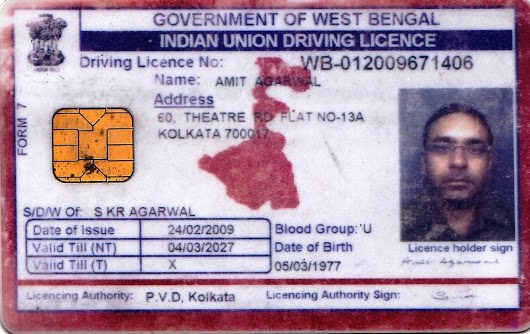 GOVERNMENT OF WEST BENGAL
INDIAN UNION DRIVING LICENCE
Driving Licence No: WB-012009671406
Name: AMIT AGARWAL
Address
60, THEATRE RD FLAT NO-13A
KOLKATA 700017
FORM 7
S/D/W Of: S KR AGARWAL
Date of Issue 24/02/2009 Blood Group:'U
Valid Till (NT) 04/03/2027 Date of Birth
Valid Till (T) X 05/03/1977
Licence holder sign
Amit Agarwal
Licencing Authority: P.V.D, Kolkata Licencing Authority Sign: